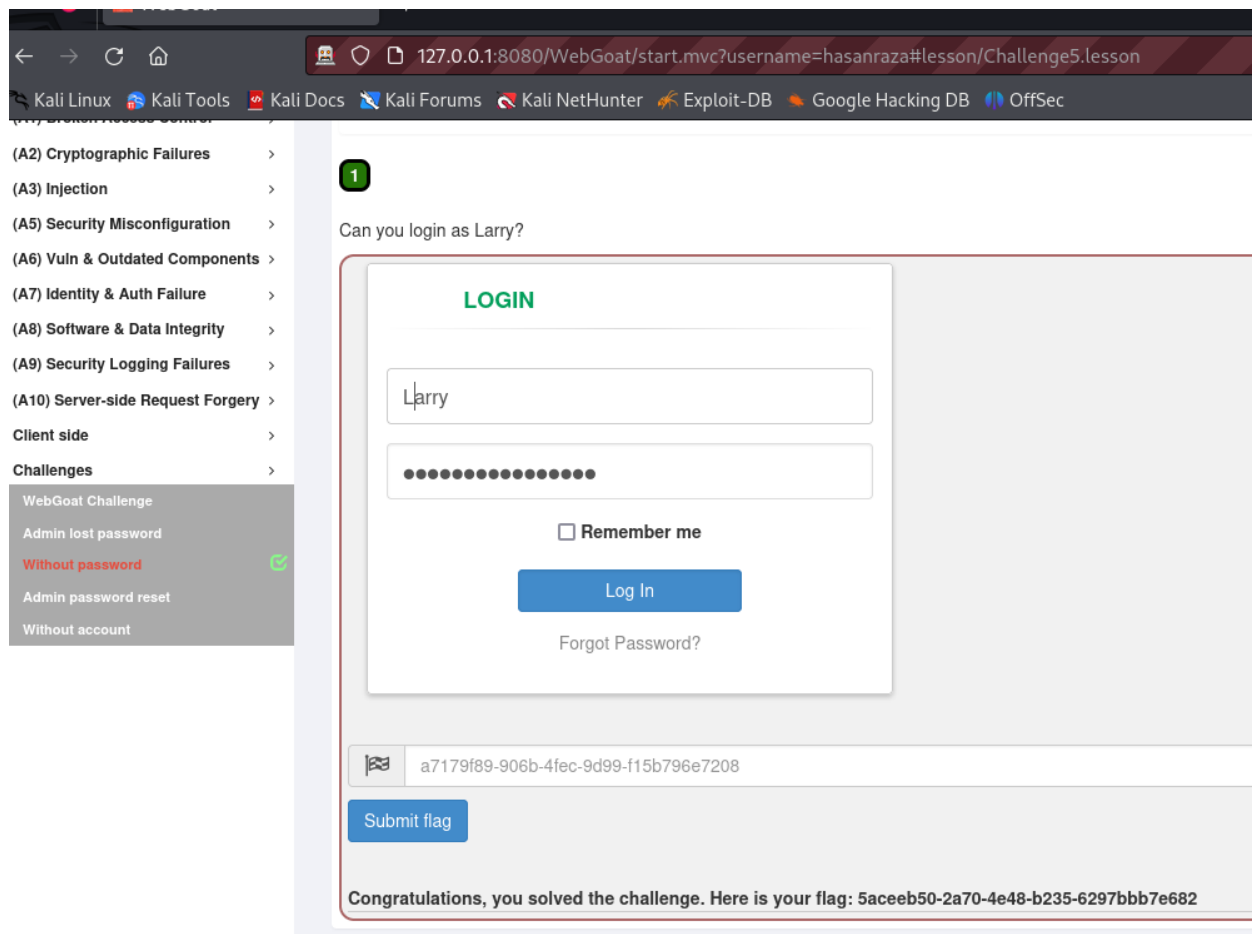 127.0.0.1:8080/WebGoat/start.mvc?username=hasanraza#lesson/Challenge5.lesson
Kali Linux Kali Tools Kali Docs Kali Forums Kali NetHunter Exploit-DB Google Hacking DB OffSec
(A1) Broken Access Control
(A2) Cryptographic Failures
(A3) Injection
(A5) Security Misconfiguration
(A6) Vuln & Outdated Components
(A7) Identity & Auth Failure
(A8) Software & Data Integrity
(A9) Security Logging Failures
(A10) Server-side Request Forgery
Client side
Challenges
WebGoat Challenge
Admin lost password
Without password
Admin password reset
Without account
1
Can you login as Larry?
LOGIN
Larry
Remember me
Log In
Forgot Password?
a7179f89-906b-4fec-9d99-f15b796e7208
Submit flag
Congratulations, you solved the challenge. Here is your flag: 5aceeb50-2a70-4e48-b235-6297bbb7e682